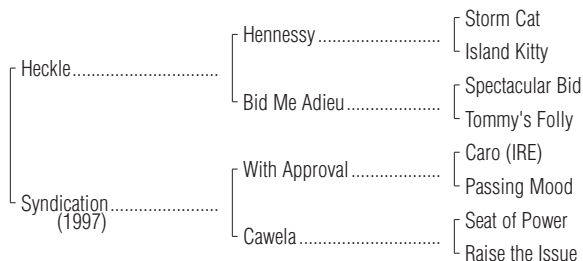 Storm Cat
Hennessy........................
Island Kitty
Heckle............................
Spectacular Bid
Bid Me Adieu..................
Tommy's Folly
Caro (IRE)
With Approval.................
Passing Mood
Syndication.....................
(1997)
Seat of Power
Cawela...........................
Raise the Issue